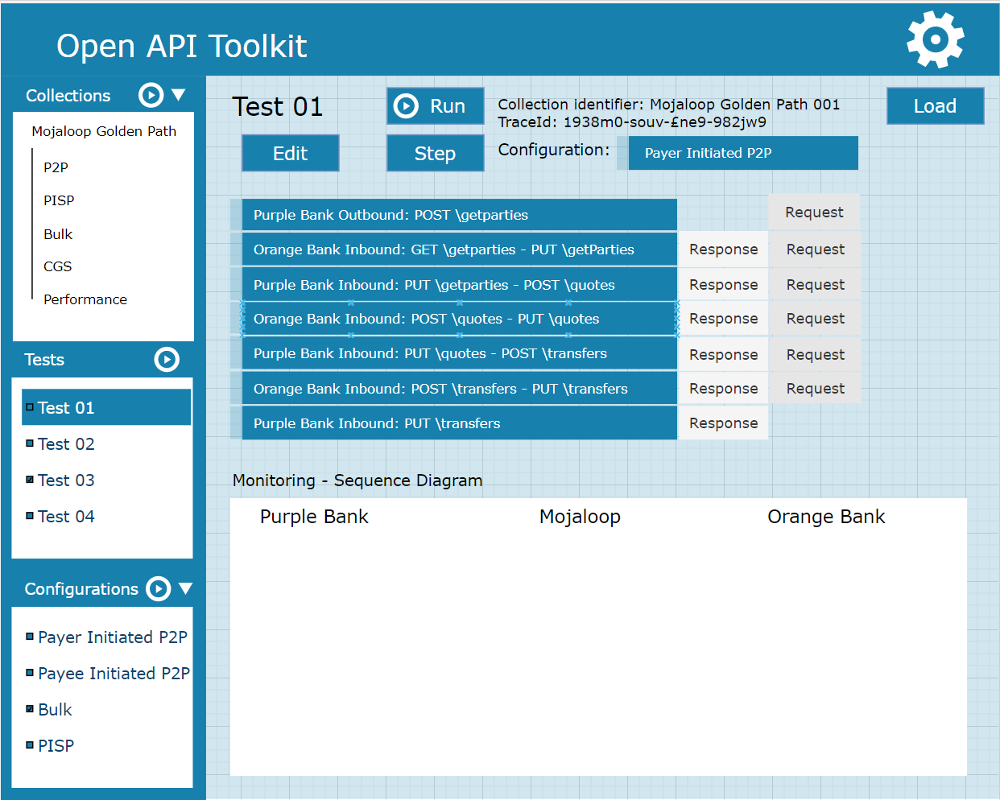 Open API Toolkit
Collections
Mojaloop Golden Path
P2P
PISP
Bulk
CGS
Performance
Tests
Test 01
Test 02
Test 03
Test 04
Configurations
Payer Initiated P2P
Payee Initiated P2P
Bulk
PISP
Test 01
Run
Collection identifier: Mojaloop Golden Path 001
Load
TraceId: 1938m0-souv-£ne9-982jw9
Edit
Step
Configuration:
Payer Initiated P2P
Purple Bank Outbound: POST \getparties
Request
Orange Bank Inbound: GET \getparties - PUT \getParties
Response
Request
Purple Bank Inbound: PUT \getparties - POST \quotes
Response
Request
Orange Bank Inbound: POST \quotes - PUT \quotes
Response
Request
Purple Bank Inbound: PUT \quotes - POST \transfers
Response
Request
Orange Bank Inbound: POST \transfers - PUT \transfers
Response
Request
Purple Bank Inbound: PUT \transfers
Response
Monitoring - Sequence Diagram
Purple Bank
Mojaloop
Orange Bank